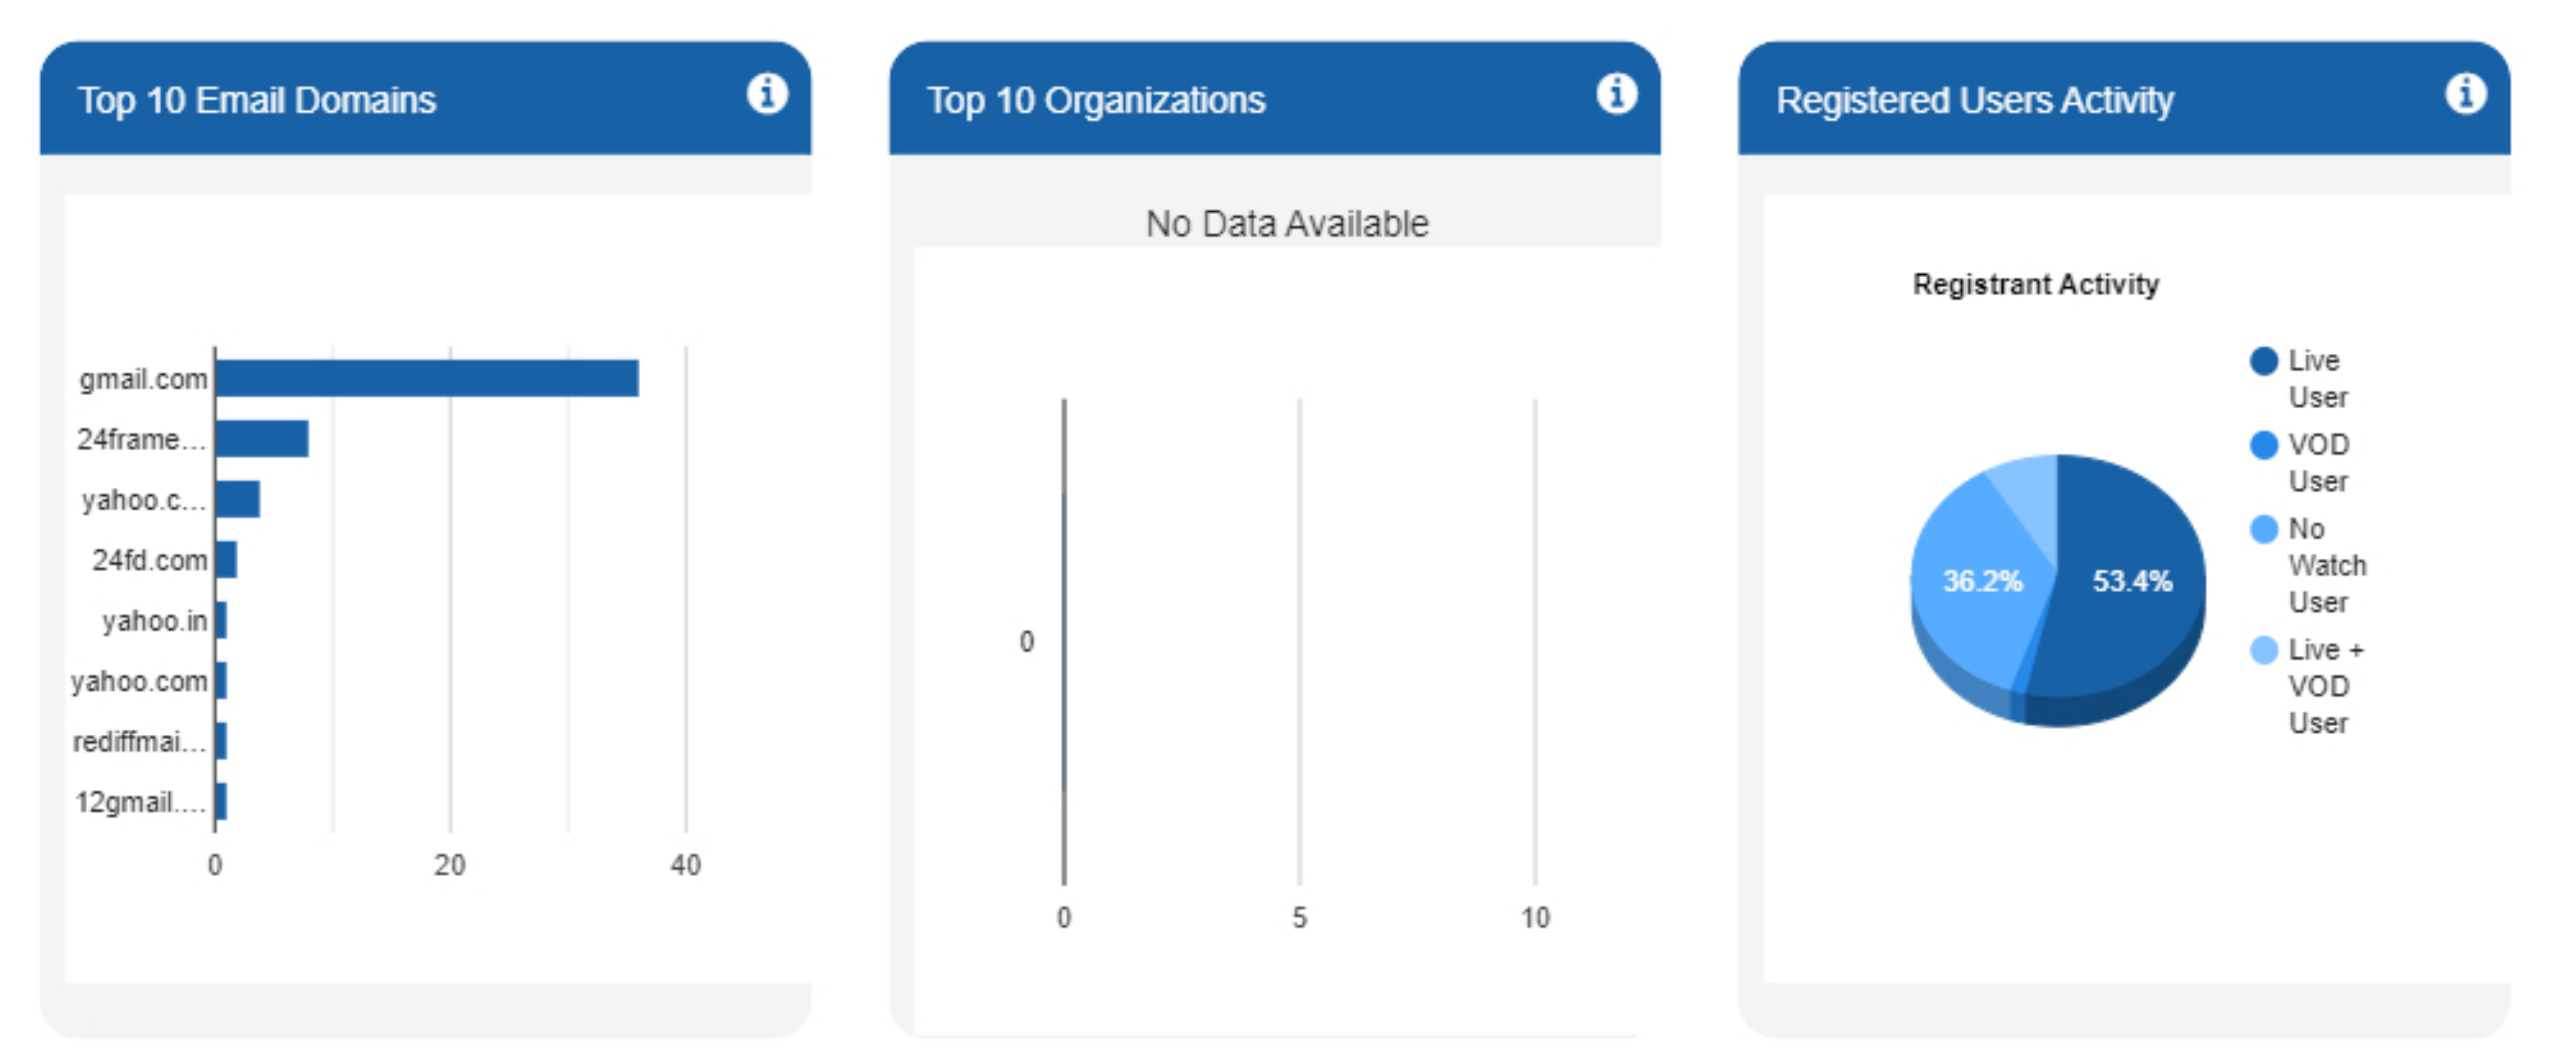 Top 10 Email Domains
gmail.com
24frame...
yahoo.c...
24fd.com
yahoo.in
yahoo.com
rediffmai...
12gmail....
0 20 40
Top 10 Organizations
No Data Available
0
0 5 10
Registered Users Activity
Registrant Activity
36.2% 53.4%
Live
User
VOD
User
No
Watch
User
Live +
VOD
User